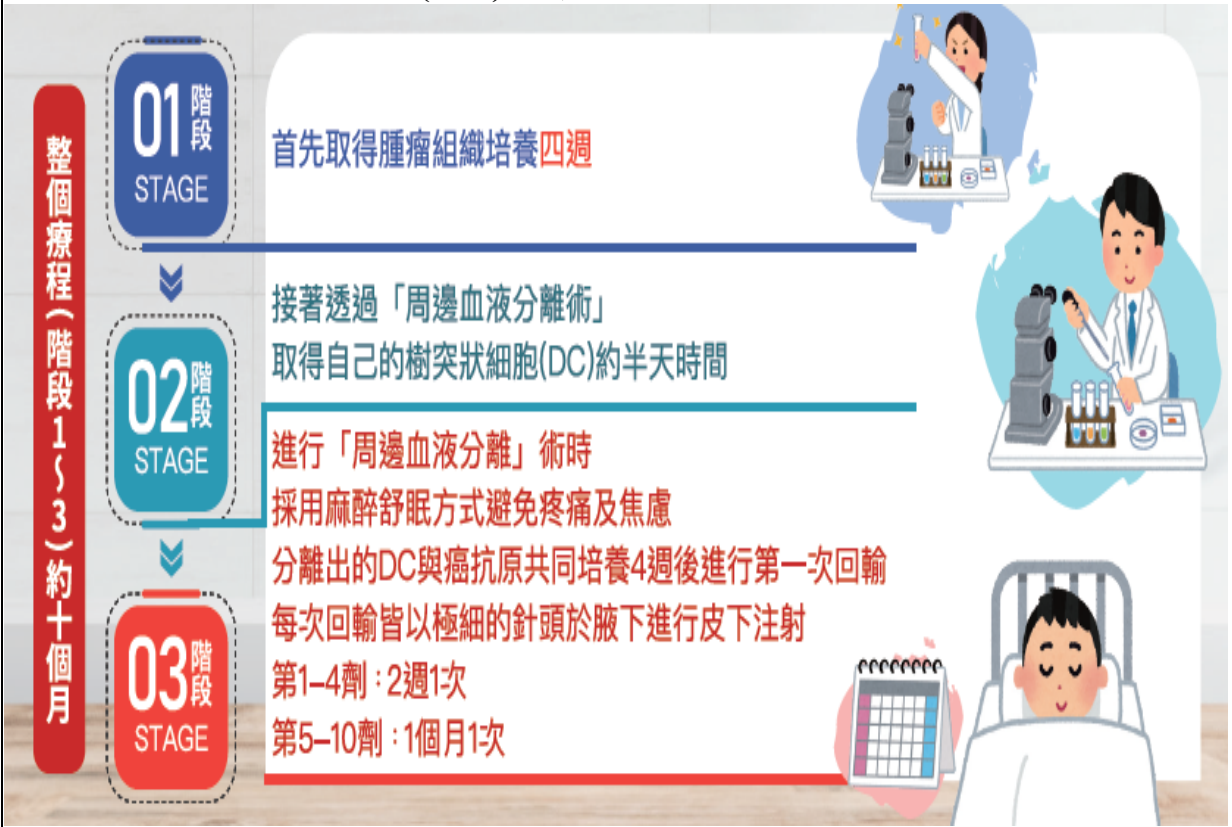 整個療程(階段1~3)約十個月
01階段
STAGE
首先取得腫瘤組織培養四週
02階段
STAGE
接著透過「周邊血液分離術」
取得自己的樹突狀細胞(DC)約半天時間
03階段
STAGE
進行「周邊血液分離」術時
採用麻醉舒眠方式避免疼痛及焦慮
分離出的DC與癌抗原共同培養4週後進行第一次回輸
每次回輸皆以極細的針頭於腋下進行皮下注射
第1–4劑:2週1次
第5–10劑:1個月1次